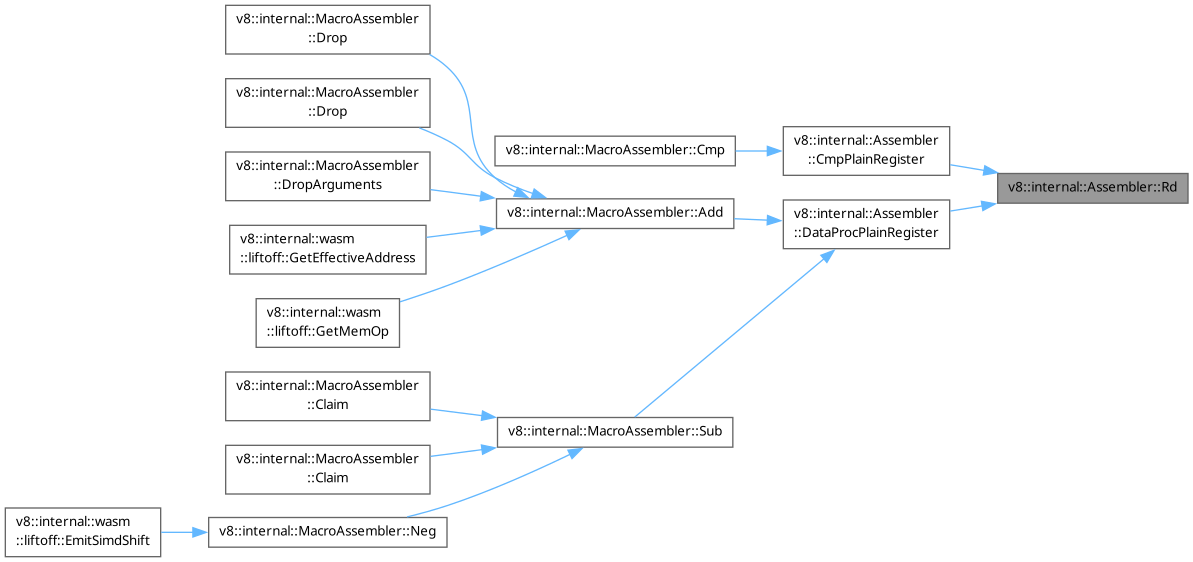 v8::internal::MacroAssembler
::Drop
v8::internal::MacroAssembler
::Drop
v8::internal::MacroAssembler
::DropArguments
v8::internal::wasm
::liftoff::GetEffectiveAddress
v8::internal::wasm
::liftoff::GetMemOp
v8::internal::MacroAssembler
::Claim
v8::internal::MacroAssembler
::Claim
v8::internal::wasm
::liftoff::EmitSimdShift
v8::internal::MacroAssembler::Neg
v8::internal::MacroAssembler::Cmp
v8::internal::MacroAssembler::Add
v8::internal::MacroAssembler::Sub
v8::internal::Assembler
::CmpPlainRegister
v8::internal::Assembler
::DataProcPlainRegister
v8::internal::Assembler::Rd